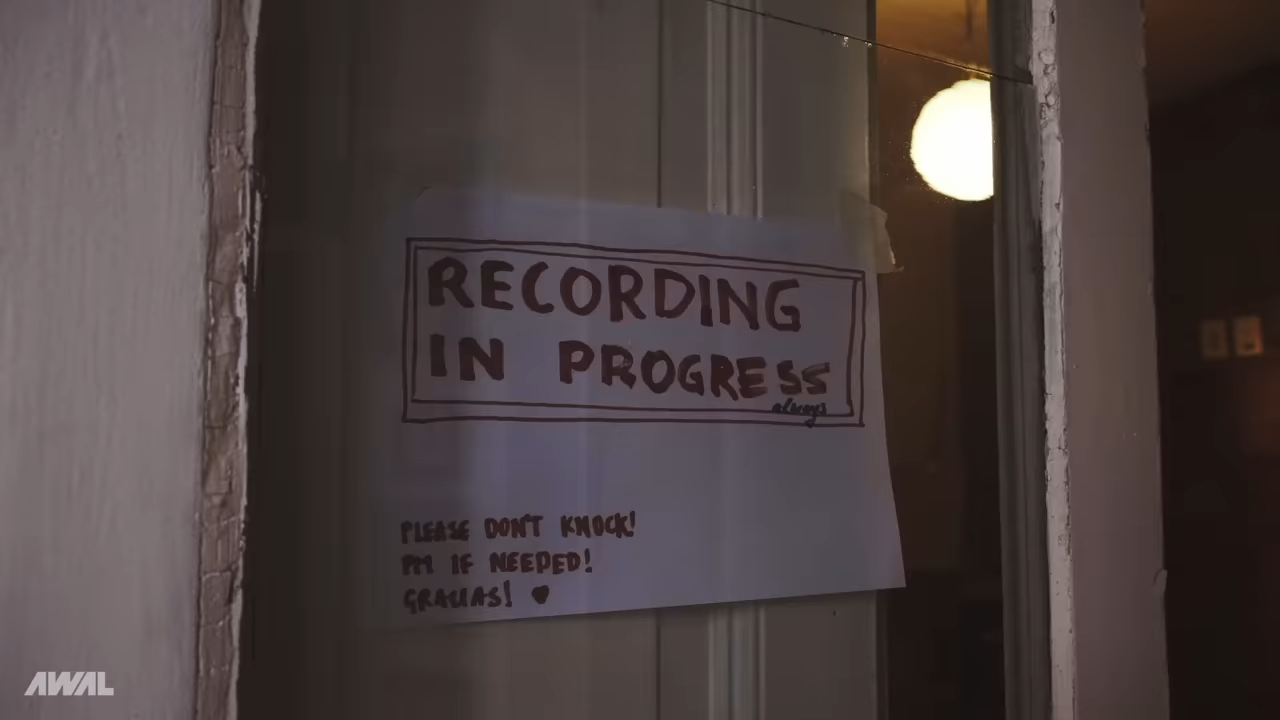 RECORDING
IN PROGRESS
always
PLEASE DON'T KNOCK!
PM IF NEEDED!
GRACIAS! ♥
AWAL